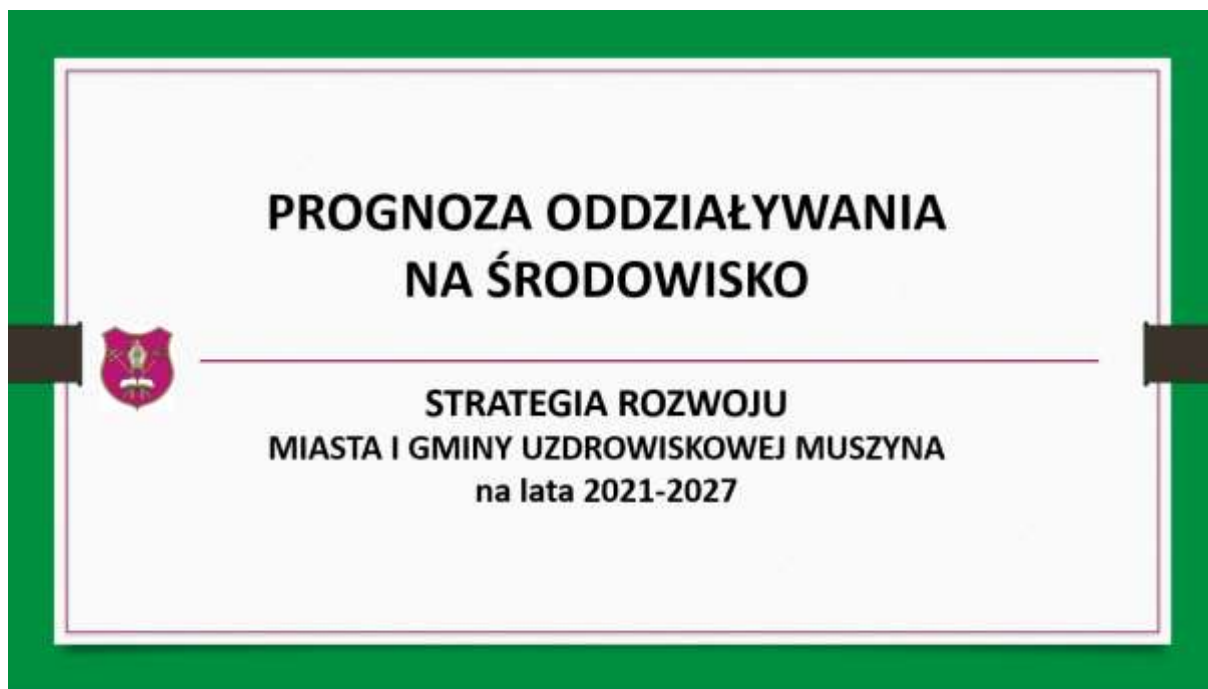 PROGNOZA ODDZIAŁYWANIA
NA ŚRODOWISKO
STRATEGIA ROZWOJU
MIASTA I GMINY UZDROWISKOWEJ MUSZYNA
na lata 2021-2027